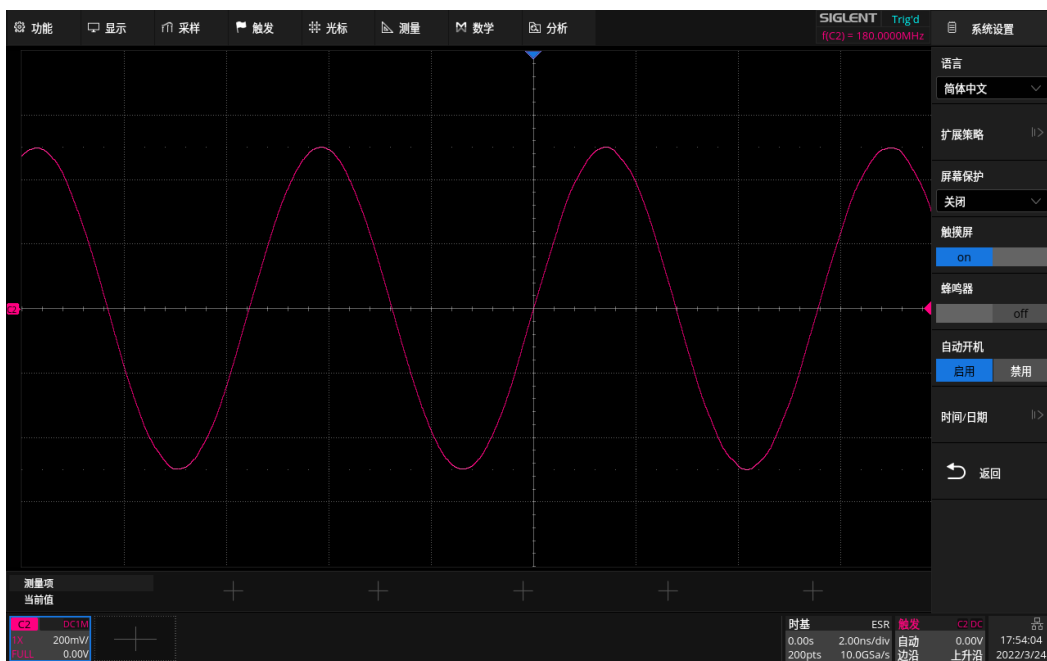 功能 显示 采样 触发 光标 测量 数学 分析
SIGLENT Trig'd
f(C2) = 180.0000MHz
系统设置
语言
简体中文
扩展策略
屏幕保护
关闭
触摸屏
on
蜂鸣器
off
自动开机
启用 禁用
时间/日期
返回
C2
测量项
当前值
C2 DC1M
1X 200mV/
FULL 0.00V
时基 ESR
0.00s 2.00ns/div
200pts 10.0GSa/s
触发 C2 DC
自动 0.00V
边沿 上升沿
17:54:04
2022/3/24